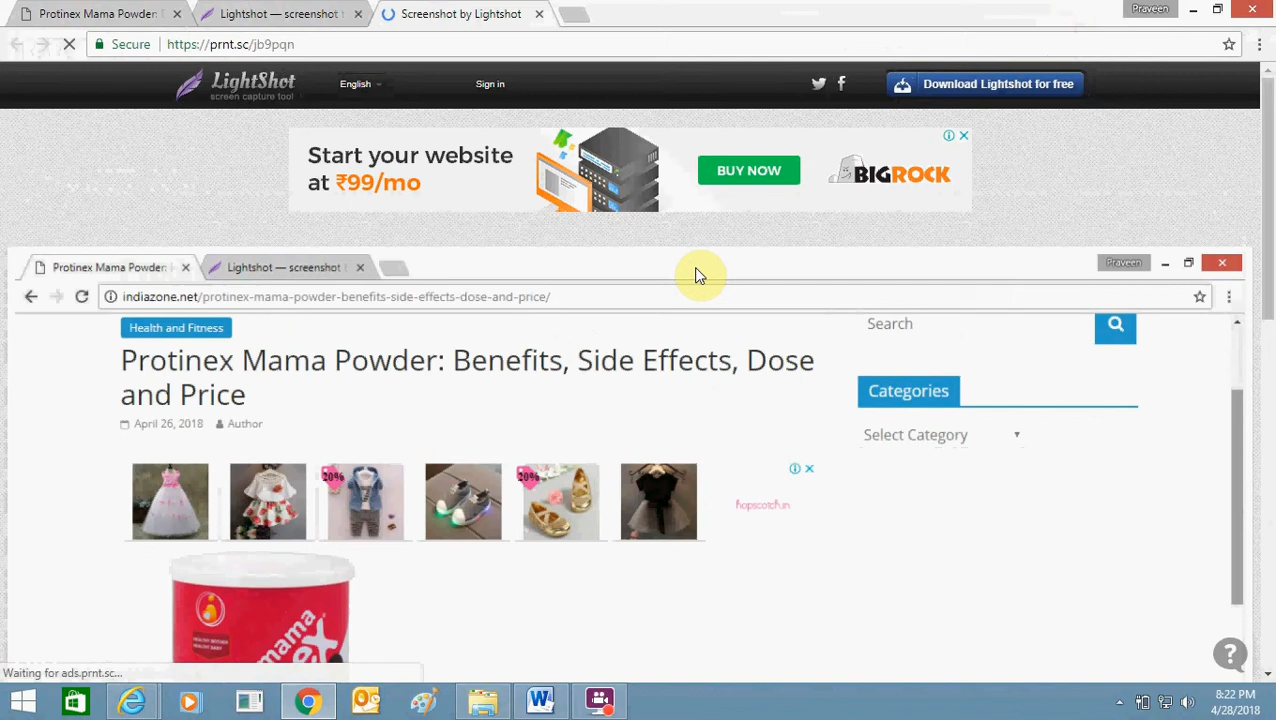 Protinex Mama Powder:
Lightshot — screenshot t
Screenshot by Lightshot
Praveen
Secure
https://prnt.sc/jb9pqn
LightShot
screen capture tool
English
Sign in
Download Lightshot for free
Start your website
at ₹99/mo
BUY NOW
BIGROCK
Protinex Mama Powder:
Lightshot — screenshot t
Praveen
indiazone.net/protinex-mama-powder-benefits-side-effects-dose-and-price/
Health and Fitness
Search
Protinex Mama Powder: Benefits, Side Effects, Dose
and Price
Categories
April 26, 2018
Author
Select Category
20%
20%
hopscotch.in
mama
HEALTHY MOTHER
HEALTHY BABY
Waiting for ads.prnt.sc...
8:22 PM
4/28/2018